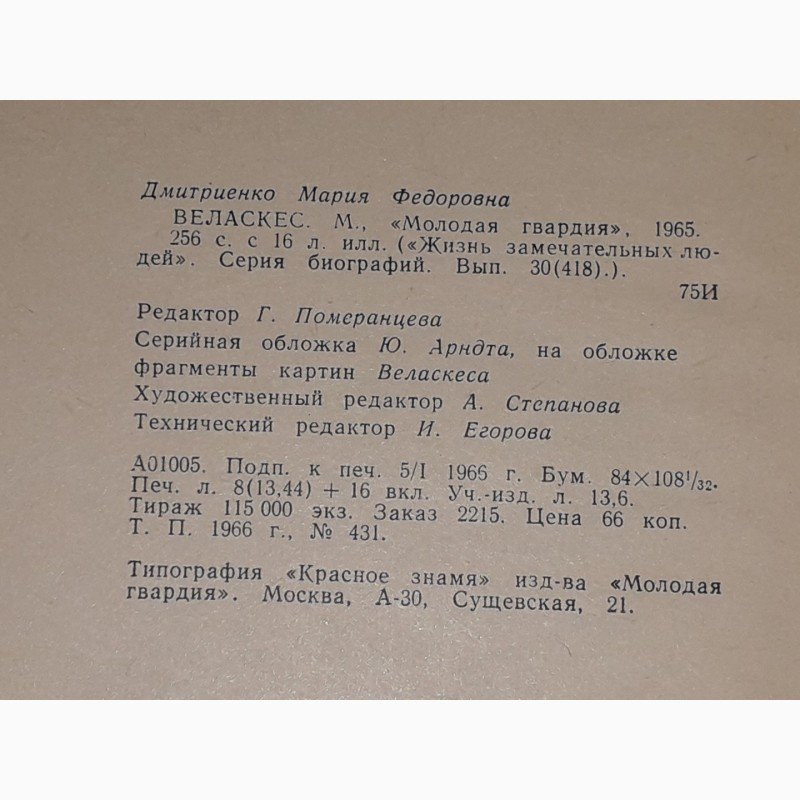 Дмитриенко Мария Федоровна
ВЕЛАСКЕС. М., «Молодая гвардия», 1965.
256 с. с 16 л. илл. («Жизнь замечательных лю-
дей». Серия биографий. Вып. 30(418).).
75И
Редактор Г. Померанцева
Серийная обложка Ю. Арндта, на обложке
фрагменты картин Веласкеса
Художественный редактор А. Степанова
Технический редактор И. Егорова
А01005. Подп. к печ. 5/I 1966 г. Бум. 84×108¹/₃₂.
Печ. л. 8(13,44) + 16 вкл. Уч.-изд. л. 13,6.
Тираж 115 000 экз. Заказ 2215. Цена 66 коп.
Т. П. 1966 г., № 431.
Типография «Красное знамя» изд-ва «Молодая
гвардия». Москва, А-30, Сущевская, 21.